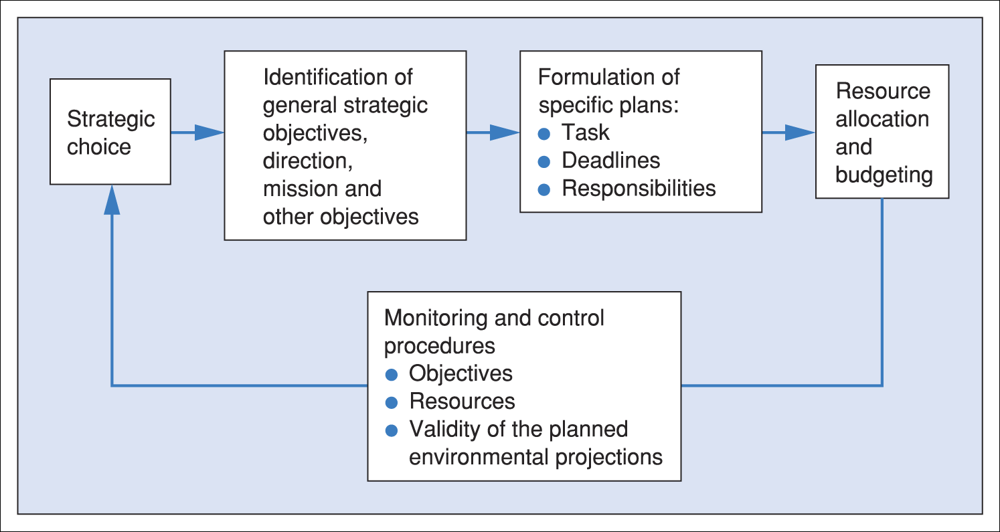 Strategic
choice
Identification of
general strategic
objectives,
direction,
mission and
other objectives
Formulation of
specific plans:
● Task
● Deadlines
● Responsibilities
Resource
allocation
and
budgeting
Monitoring and control
procedures
● Objectives
● Resources
● Validity of the planned
environmental projections